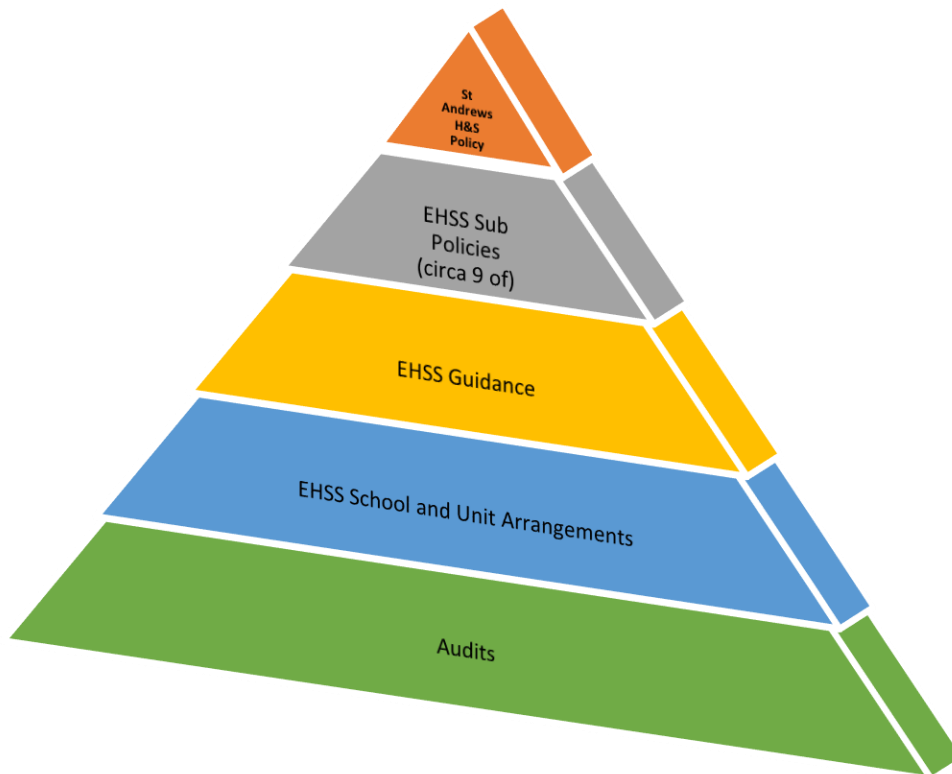 St
Andrews
H&S
Policy
EHSS Sub
Policies
(circa 9 of)
EHSS Guidance
EHSS School and Unit Arrangements
Audits